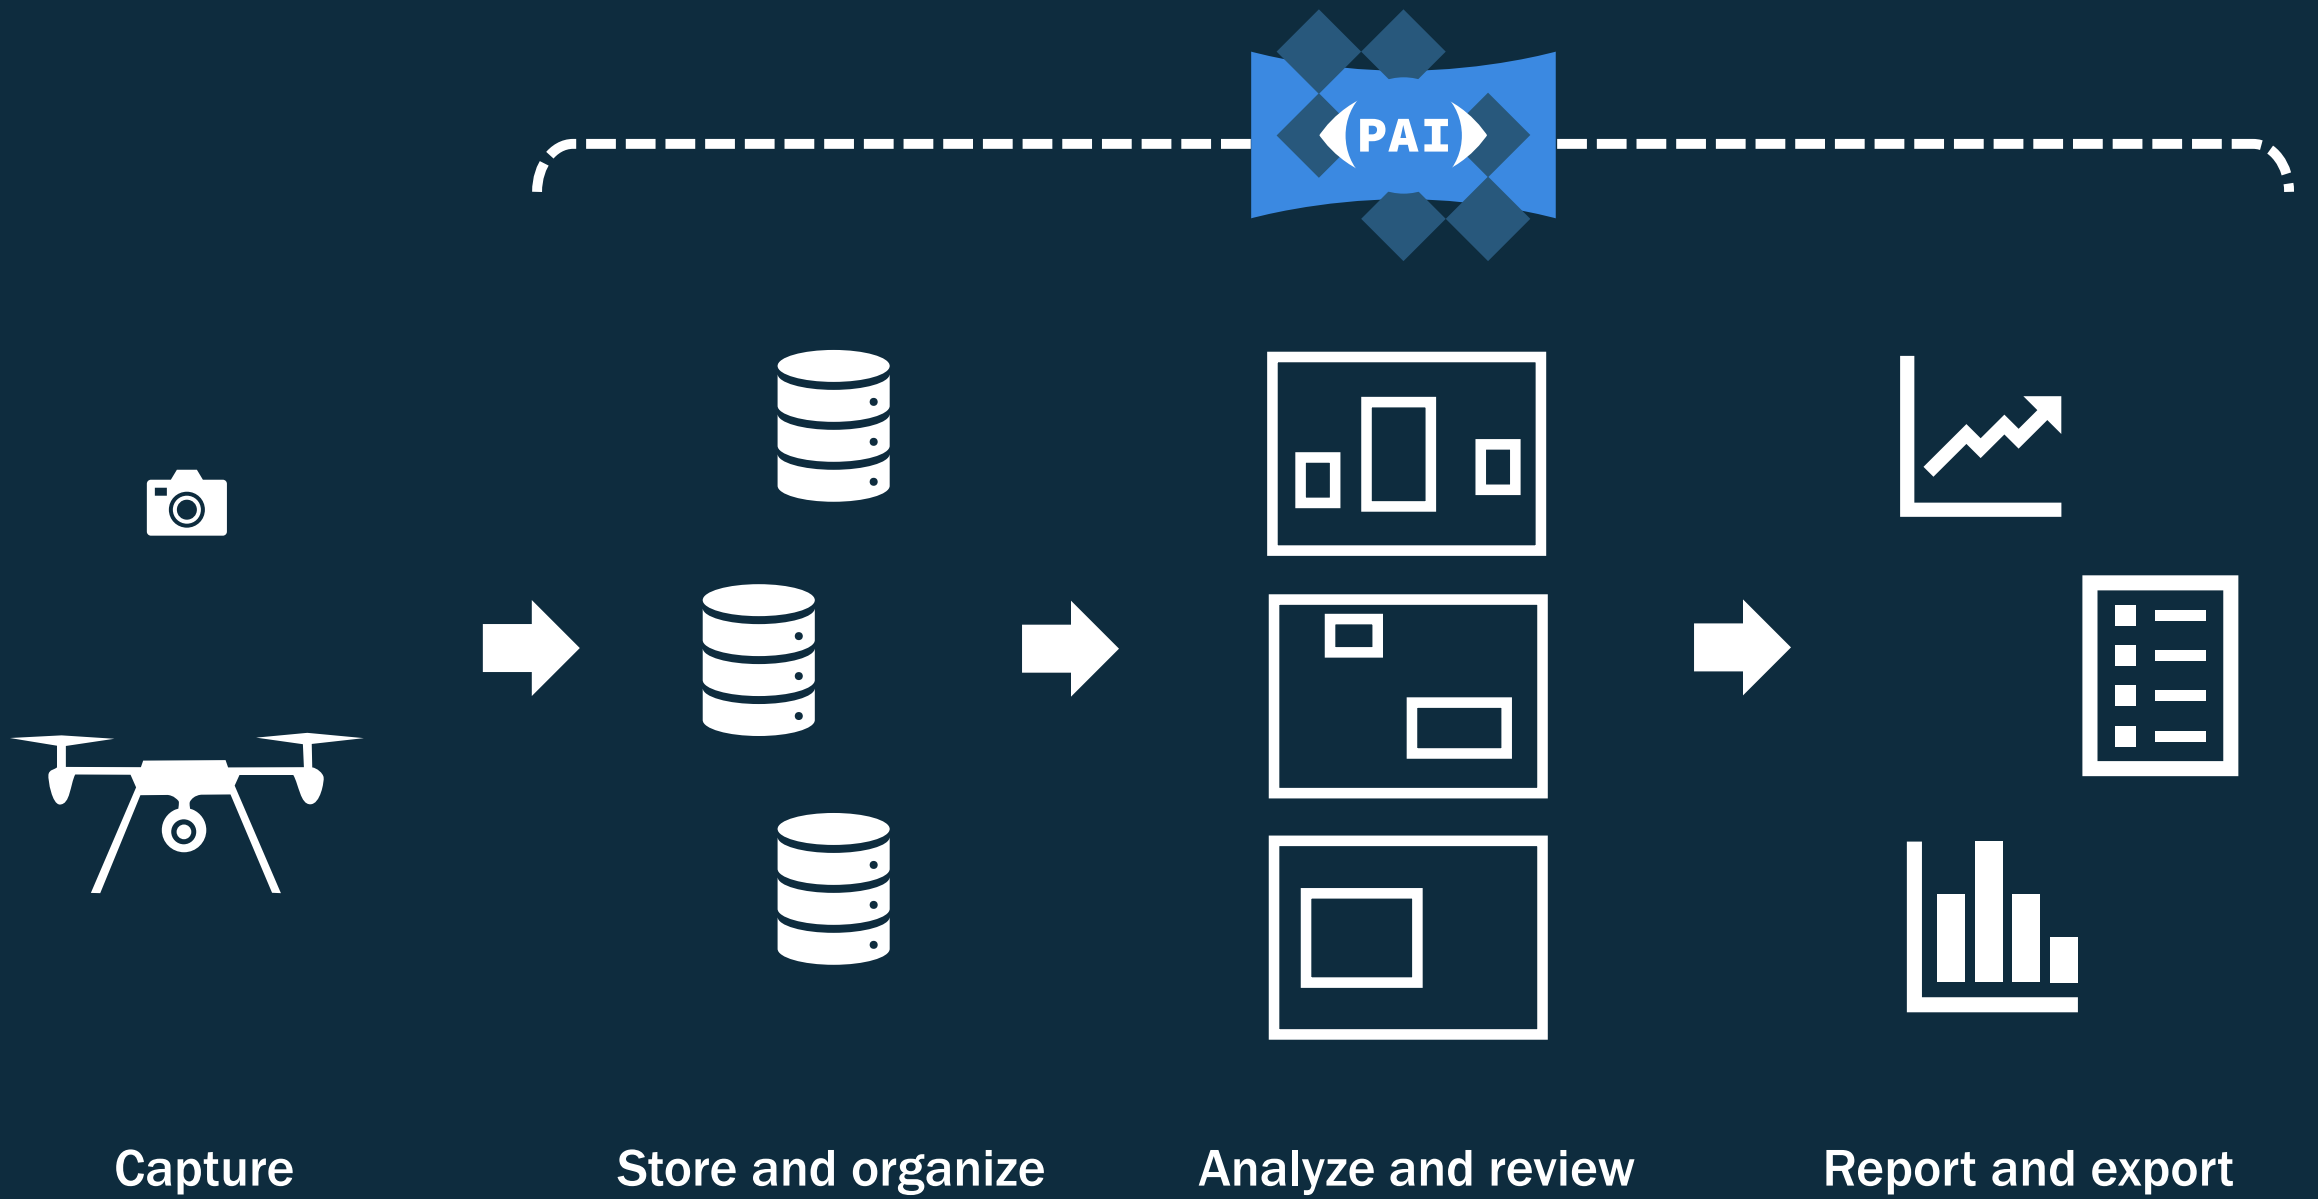 (PAI)
Capture
Store and organize
Analyze and review
Report and export